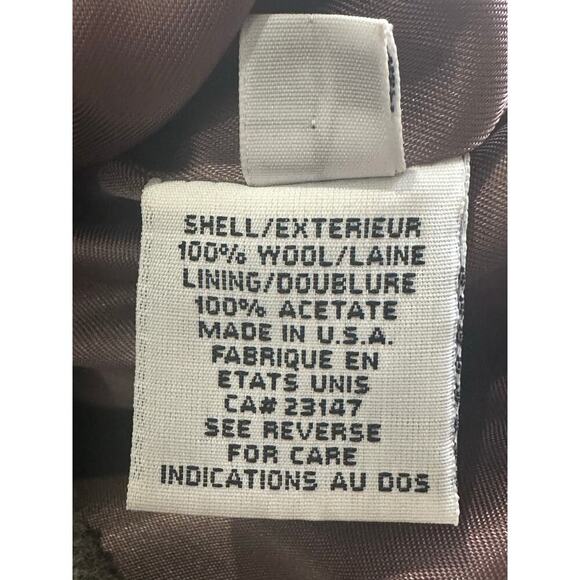 SHELL/EXTERIEUR
100% WOOL/LAINE
LINING/DOUBLURE
100% ACETATE
MADE IN U.S.A.
FABRIQUE EN
ETATS UNIS
CA# 23147
SEE REVERSE
FOR CARE
INDICATIONS AU DOS